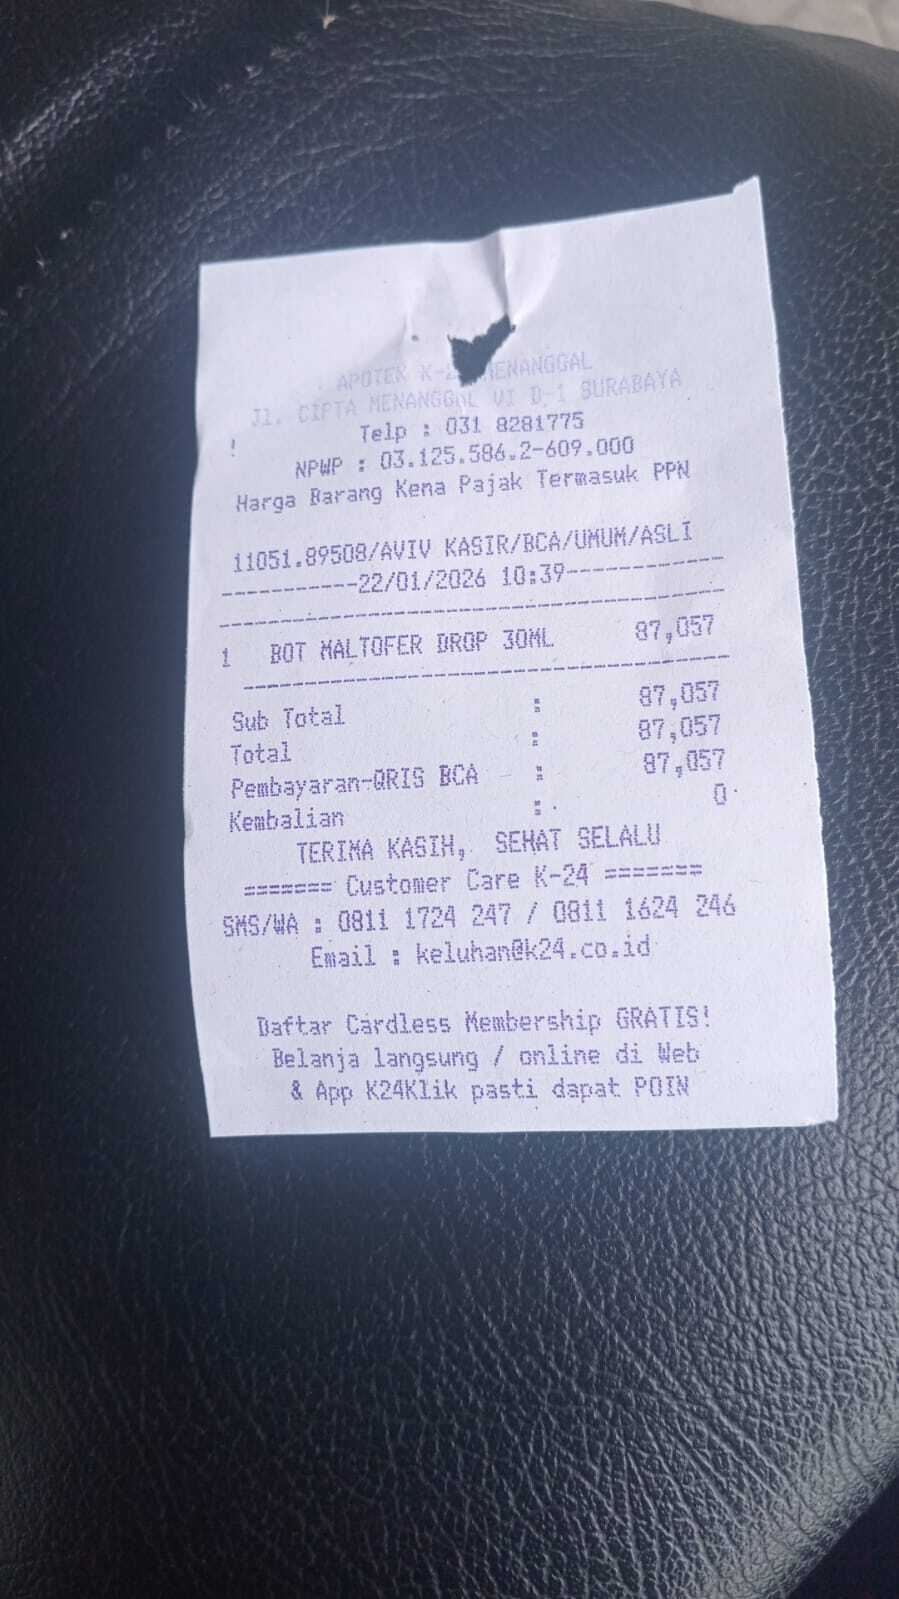 APOTEK K-24 MENANGGAL
Jl. CIPTA MENANGGAL VI D-1 SURABAYA
! Telp : 031 8281775
NPWP : 03.125.586.2-609.000
Harga Barang Kena Pajak Termasuk PPN
11051.89508/AVIV KASIR/BCA/UMUM/ASLI
-----------22/01/2026 10:39------------
1 BOT MALTOFER DROP 30ML 87,057
Sub Total : 87,057
Total : 87,057
Pembayaran-QRIS BCA : 87,057
Kembalian : 0
TERIMA KASIH, SEHAT SELALU
======= Customer Care K-24 =======
SMS/WA : 0811 1724 247 / 0811 1624 246
Email : keluhan@k24.co.id
Daftar Cardless Membership GRATIS!
Belanja langsung / online di Web
& App K24Klik pasti dapat POIN